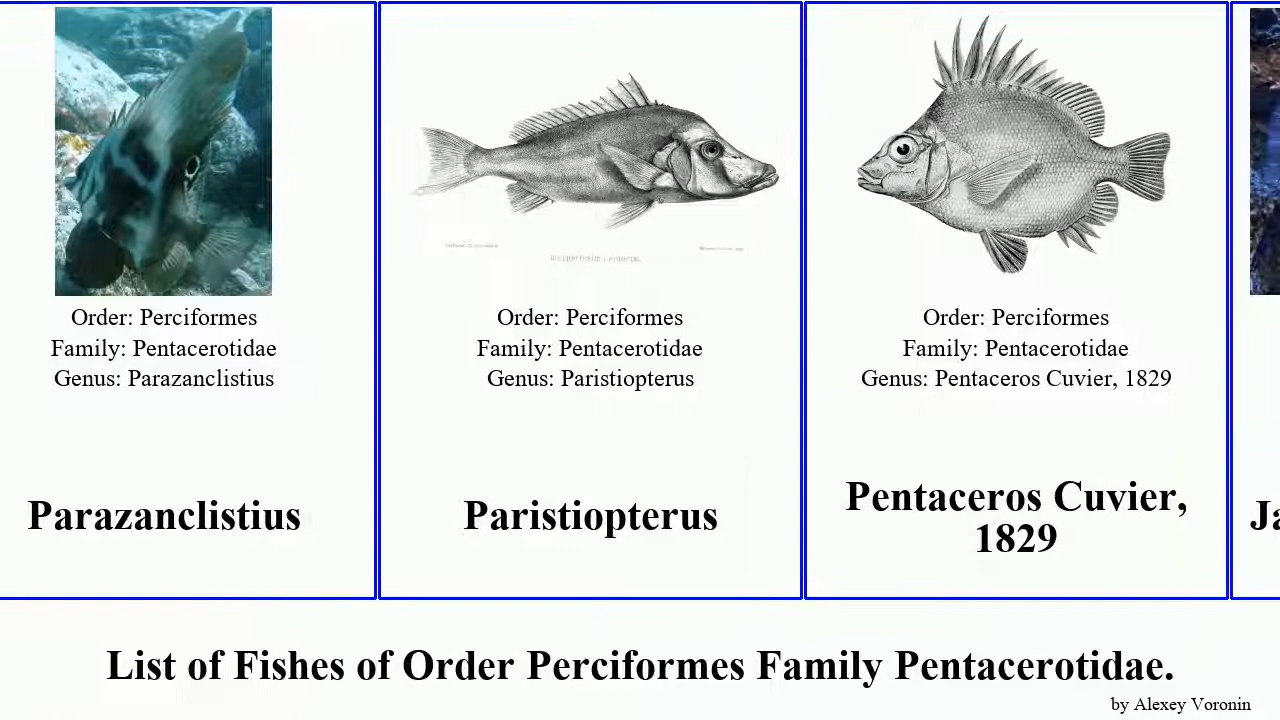 Order: Perciformes
Family: Pentacerotidae
Genus: Parazanclistius
Parazanclistius
Order: Perciformes
Family: Pentacerotidae
Genus: Paristiopterus
Paristiopterus
Order: Perciformes
Family: Pentacerotidae
Genus: Pentaceros Cuvier, 1829
Pentaceros Cuvier,
1829
Ja
List of Fishes of Order Perciformes Family Pentacerotidae.
by Alexey Voronin